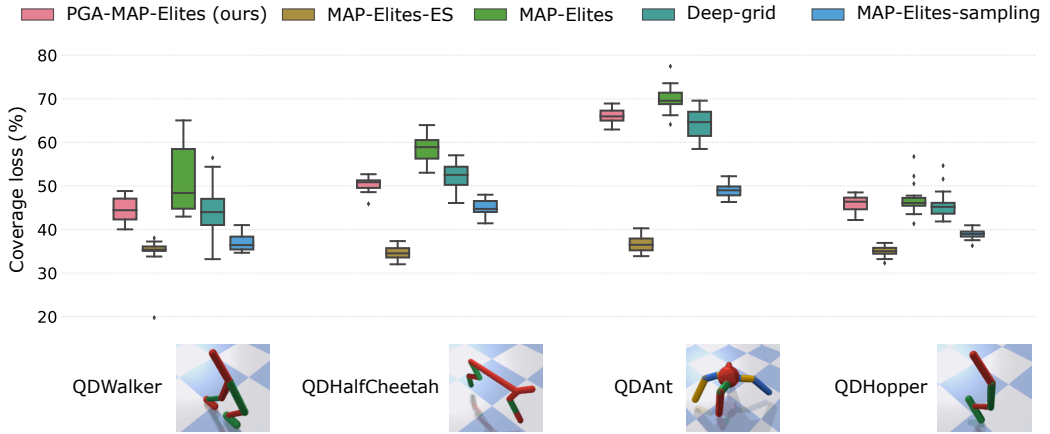 PGA-MAP-Elites (ours) MAP-Elites-ES MAP-Elites Deep-grid MAP-Elites-sampling
Coverage loss (%)
80
70
60
50
40
30
20
QDWalker QDHalfCheetah QDAnt QDHopper